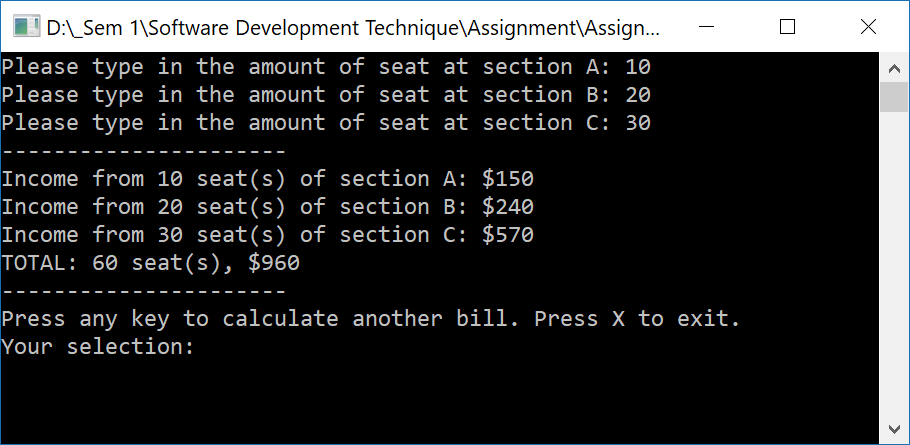 D:\_Sem 1\Software Development Technique\Assignment\Assign...
Please type in the amount of seat at section A: 10
Please type in the amount of seat at section B: 20
Please type in the amount of seat at section C: 30
----------------------
Income from 10 seat(s) of section A: $150
Income from 20 seat(s) of section B: $240
Income from 30 seat(s) of section C: $570
TOTAL: 60 seat(s), $960
----------------------
Press any key to calculate another bill. Press X to exit.
Your selection: